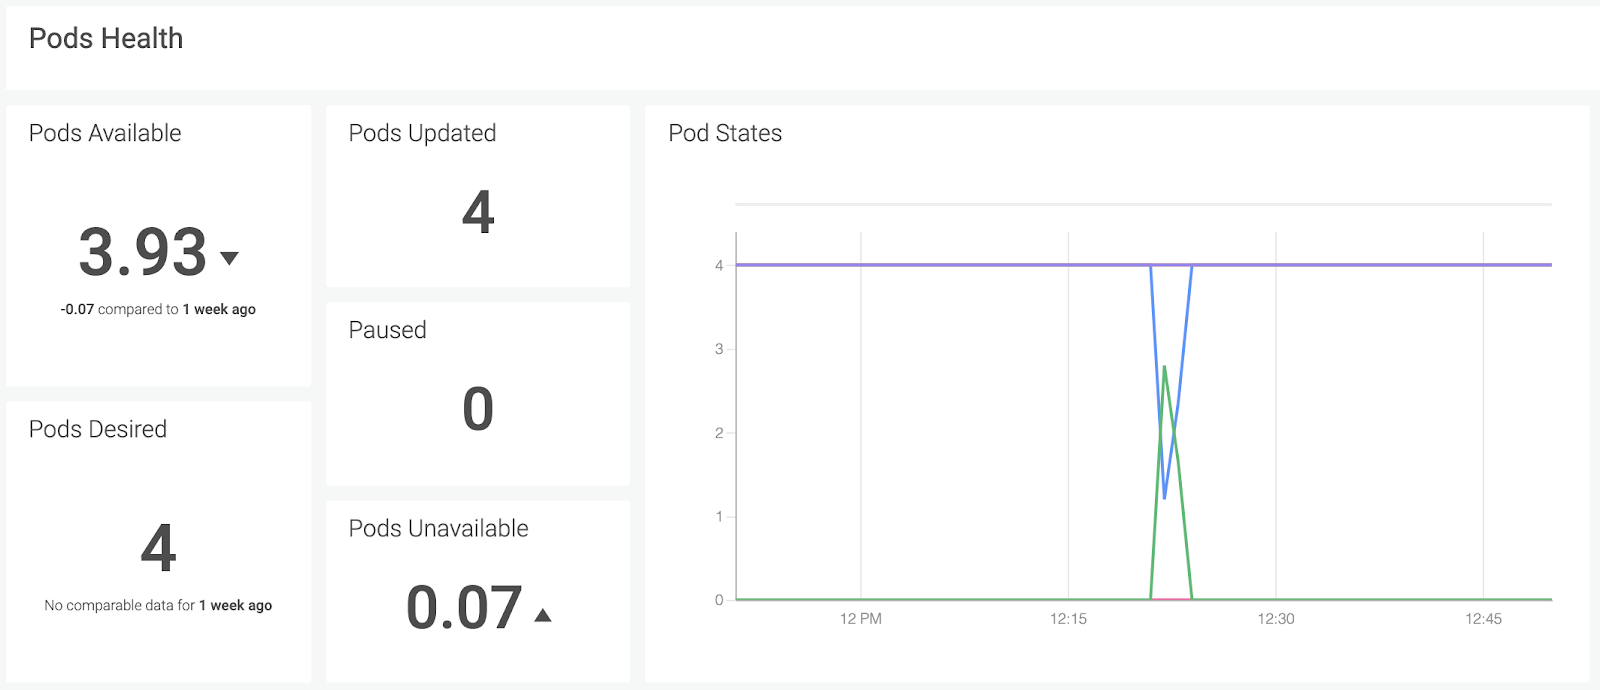 Pods Health
Pods Available
3.93
-0.07 compared to 1 week ago
Pods Desired
4
No comparable data for 1 week ago
Pods Updated
4
Paused
0
Pods Unavailable
0.07
Pod States
4
3
2
1
0
12 PM 12:15 12:30 12:45